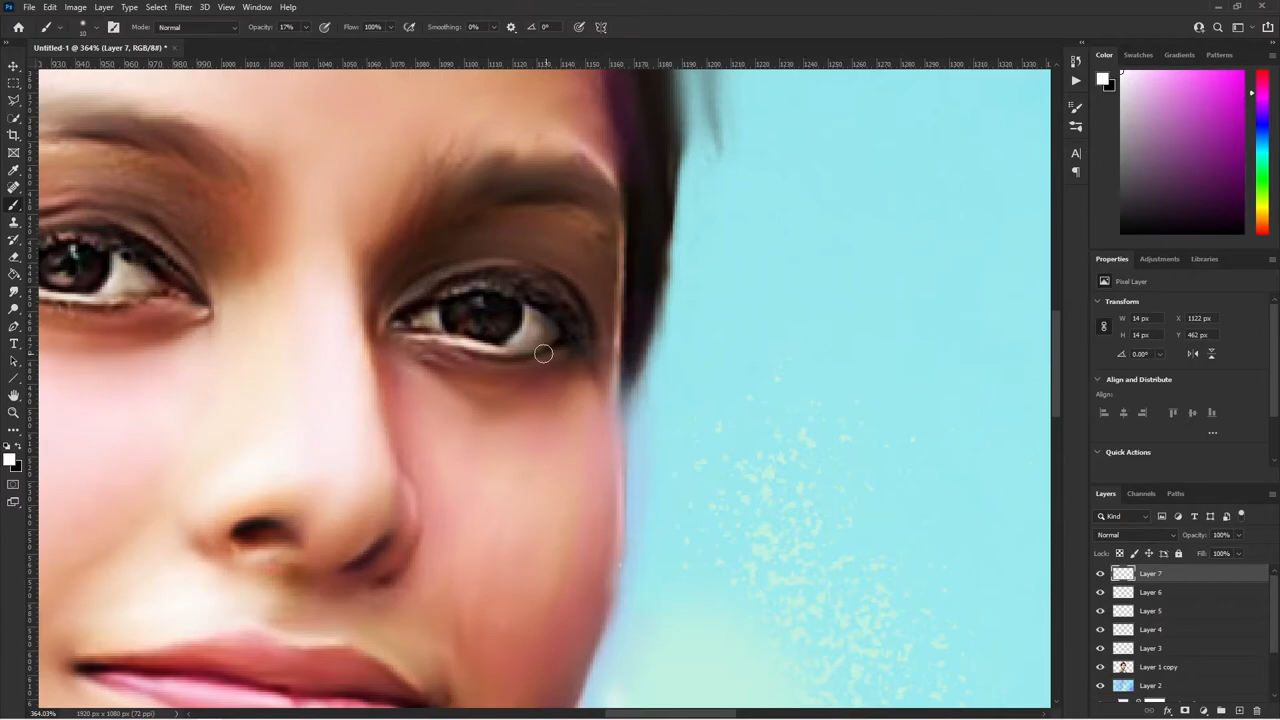 Ps File Edit Image Layer Type Select Filter 3D View Window Help
10 Mode: Normal Opacity: 17% Flow: 100% Smoothing: 0% 0°
Untitled-1 @ 364% (Layer 7, RGB/8#) * ×
930 940 950 960 970 980 990 1000 1010 1020 1030 1040 1050 1060 1070 1080 1090 1100 1110 1120 1130 1140 1150 1160 1170 1180 1190 1200 1210 1220 1230 1240 1250 1260 1270 1280 1290 1300
Color Swatches Gradients Patterns
Properties Adjustments Libraries
Pixel Layer
Transform
W 14 px X 1122 px
H 14 px Y 462 px
0.00°
Align and Distribute
Align:
Quick Actions
Layers Channels Paths
Kind
Normal Opacity: 100%
Lock: Fill: 100%
Layer 7
Layer 6
Layer 5
Layer 4
Layer 3
Layer 1 copy
Layer 2
364.03% 1920 px x 1080 px (72 ppi)